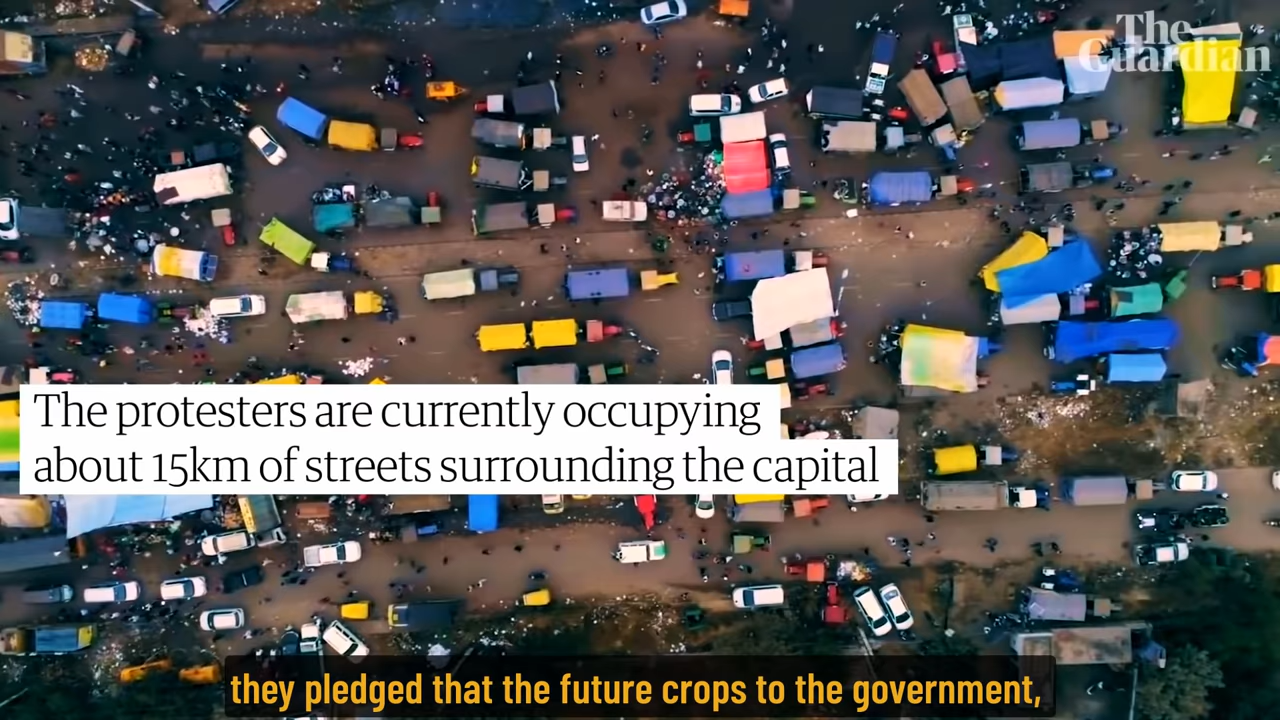 The
Guardian
The protesters are currently occupying
about 15km of streets surrounding the capital
they pledged that the future crops to the government,